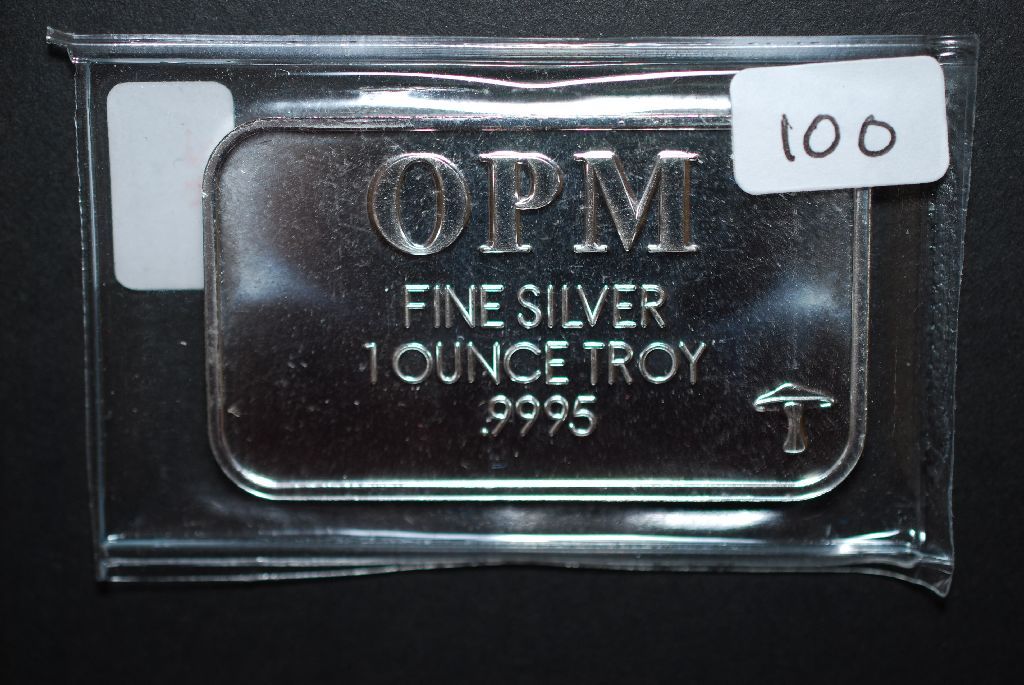 100
OPM
FINE SILVER
1 OUNCE TROY
.9995